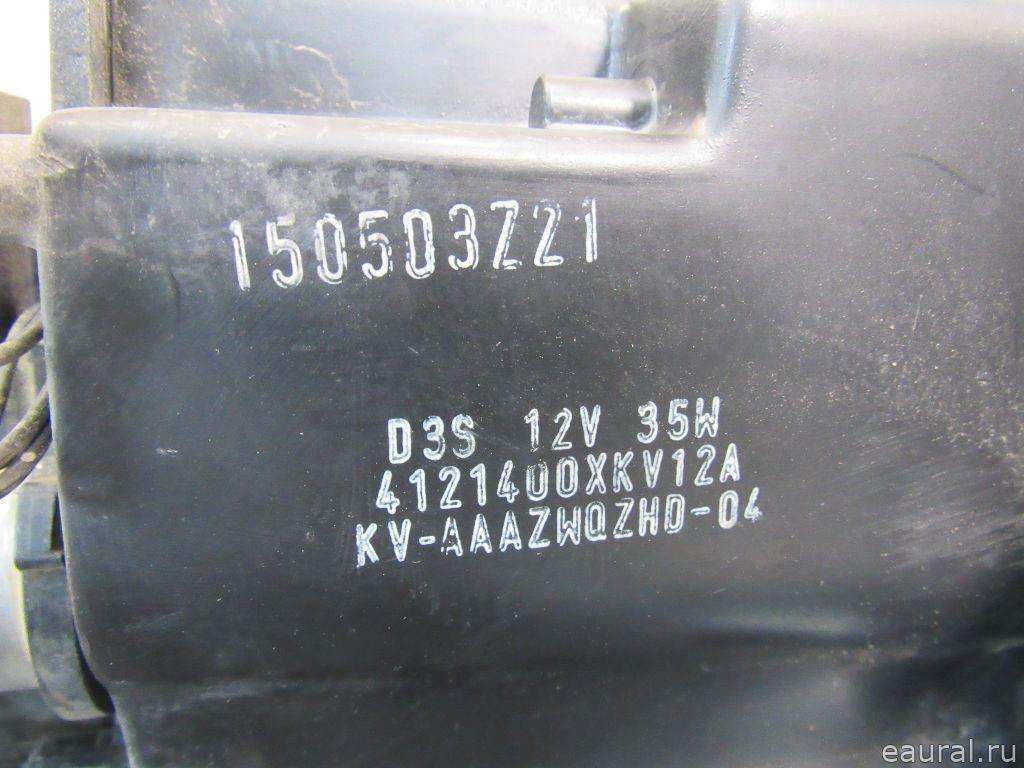 150503Z21
D3S 12V 35W
4121400XKV12A
KV-AAAZWQZHD-04
eaural.ru